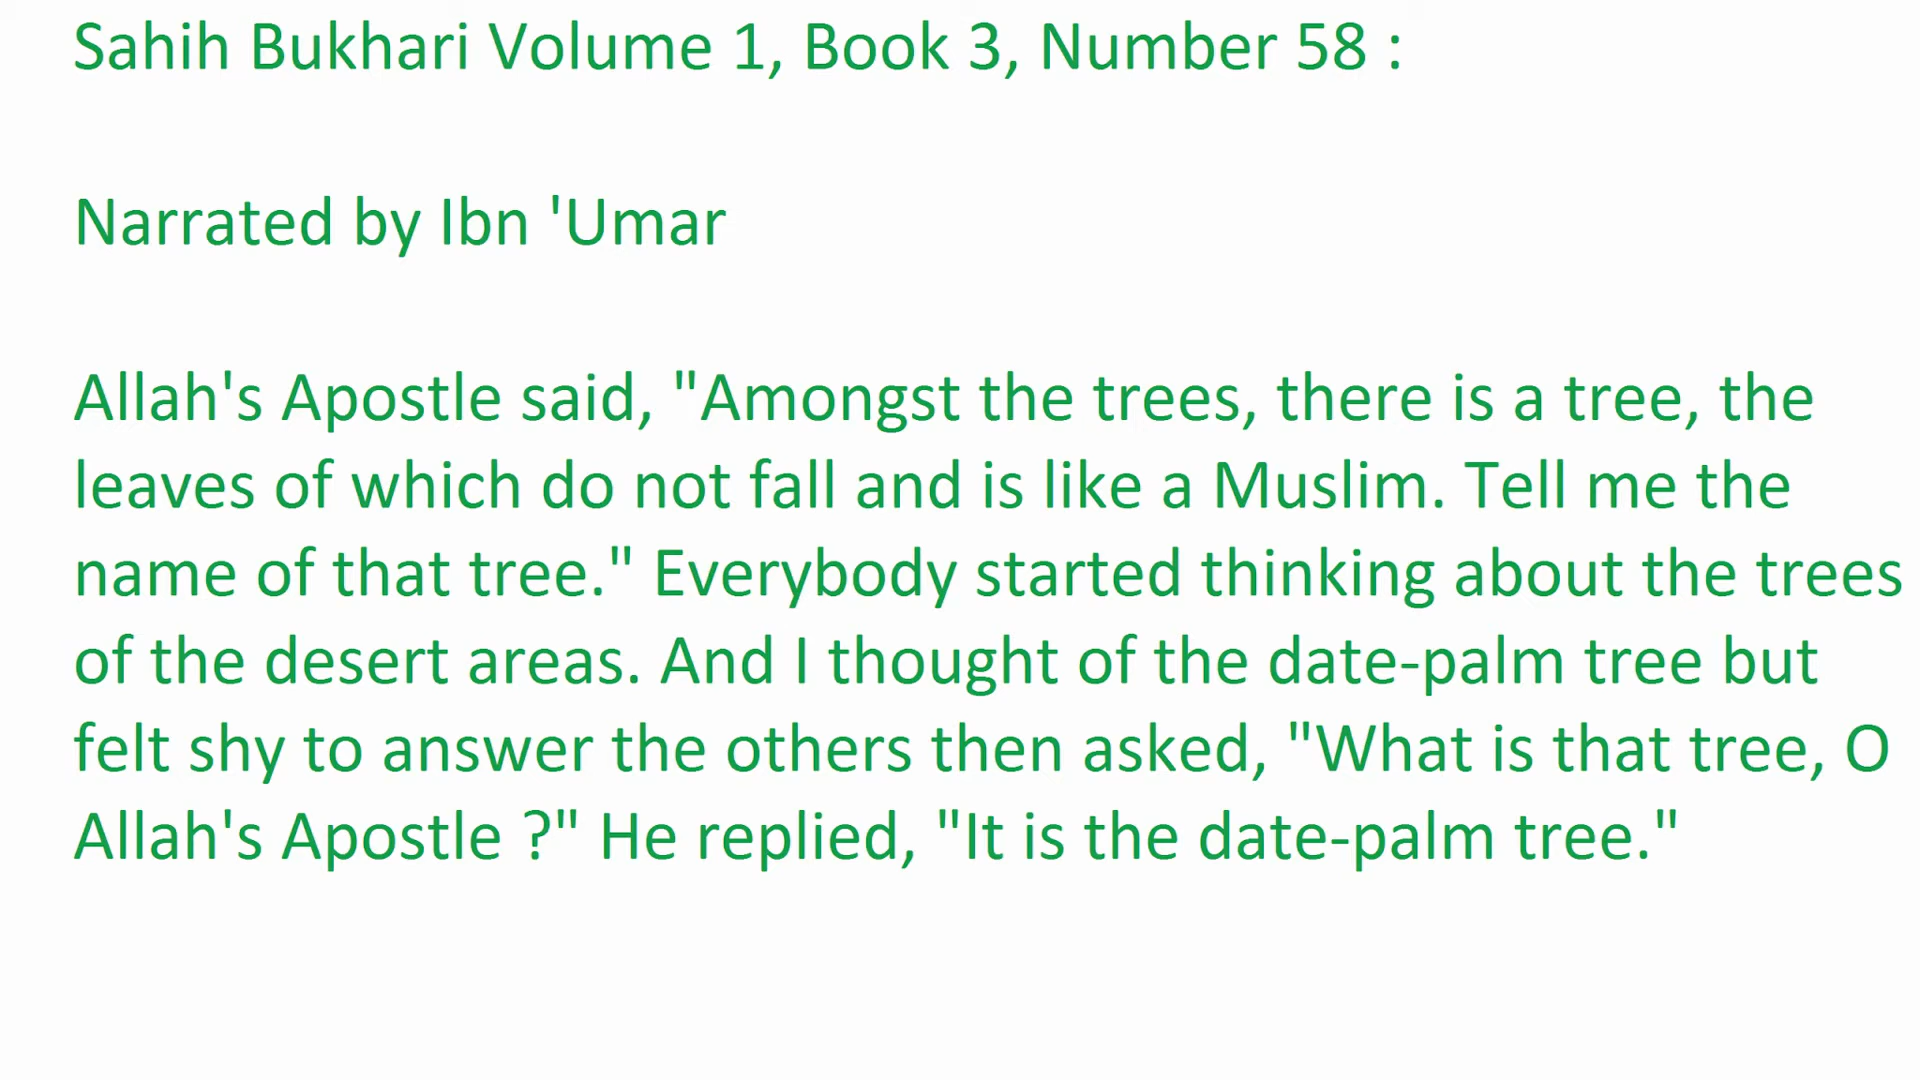 Sahih Bukhari Volume 1, Book 3, Number 58 :
Narrated by Ibn 'Umar
Allah's Apostle said, "Amongst the trees, there is a tree, the
leaves of which do not fall and is like a Muslim. Tell me the
name of that tree." Everybody started thinking about the trees
of the desert areas. And I thought of the date-palm tree but
felt shy to answer the others then asked, "What is that tree, O
Allah's Apostle ?" He replied, "It is the date-palm tree."